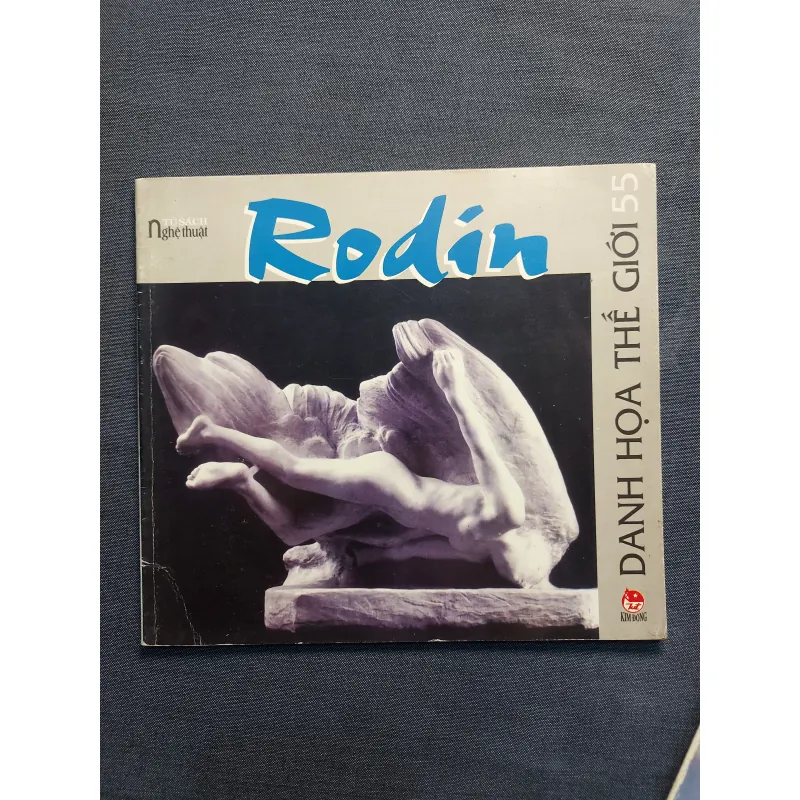 TỦ SÁCH
Nghệ thuật
Rodin
DANH HỌA THẾ GIỚI 55
KIM ĐỒNG